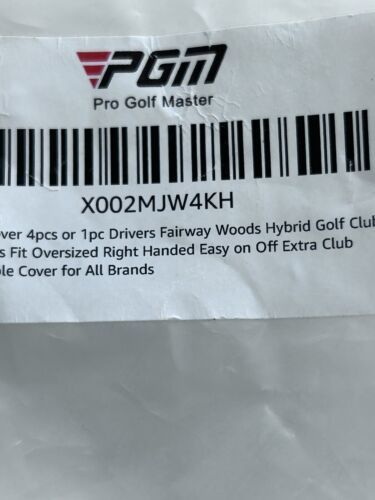 PGM
Pro Golf Master
X002MJW4KH
ver 4pcs or 1pc Drivers Fairway Woods Hybrid Golf Club
s Fit Oversized Right Handed Easy on Off Extra Club
le Cover for All Brands